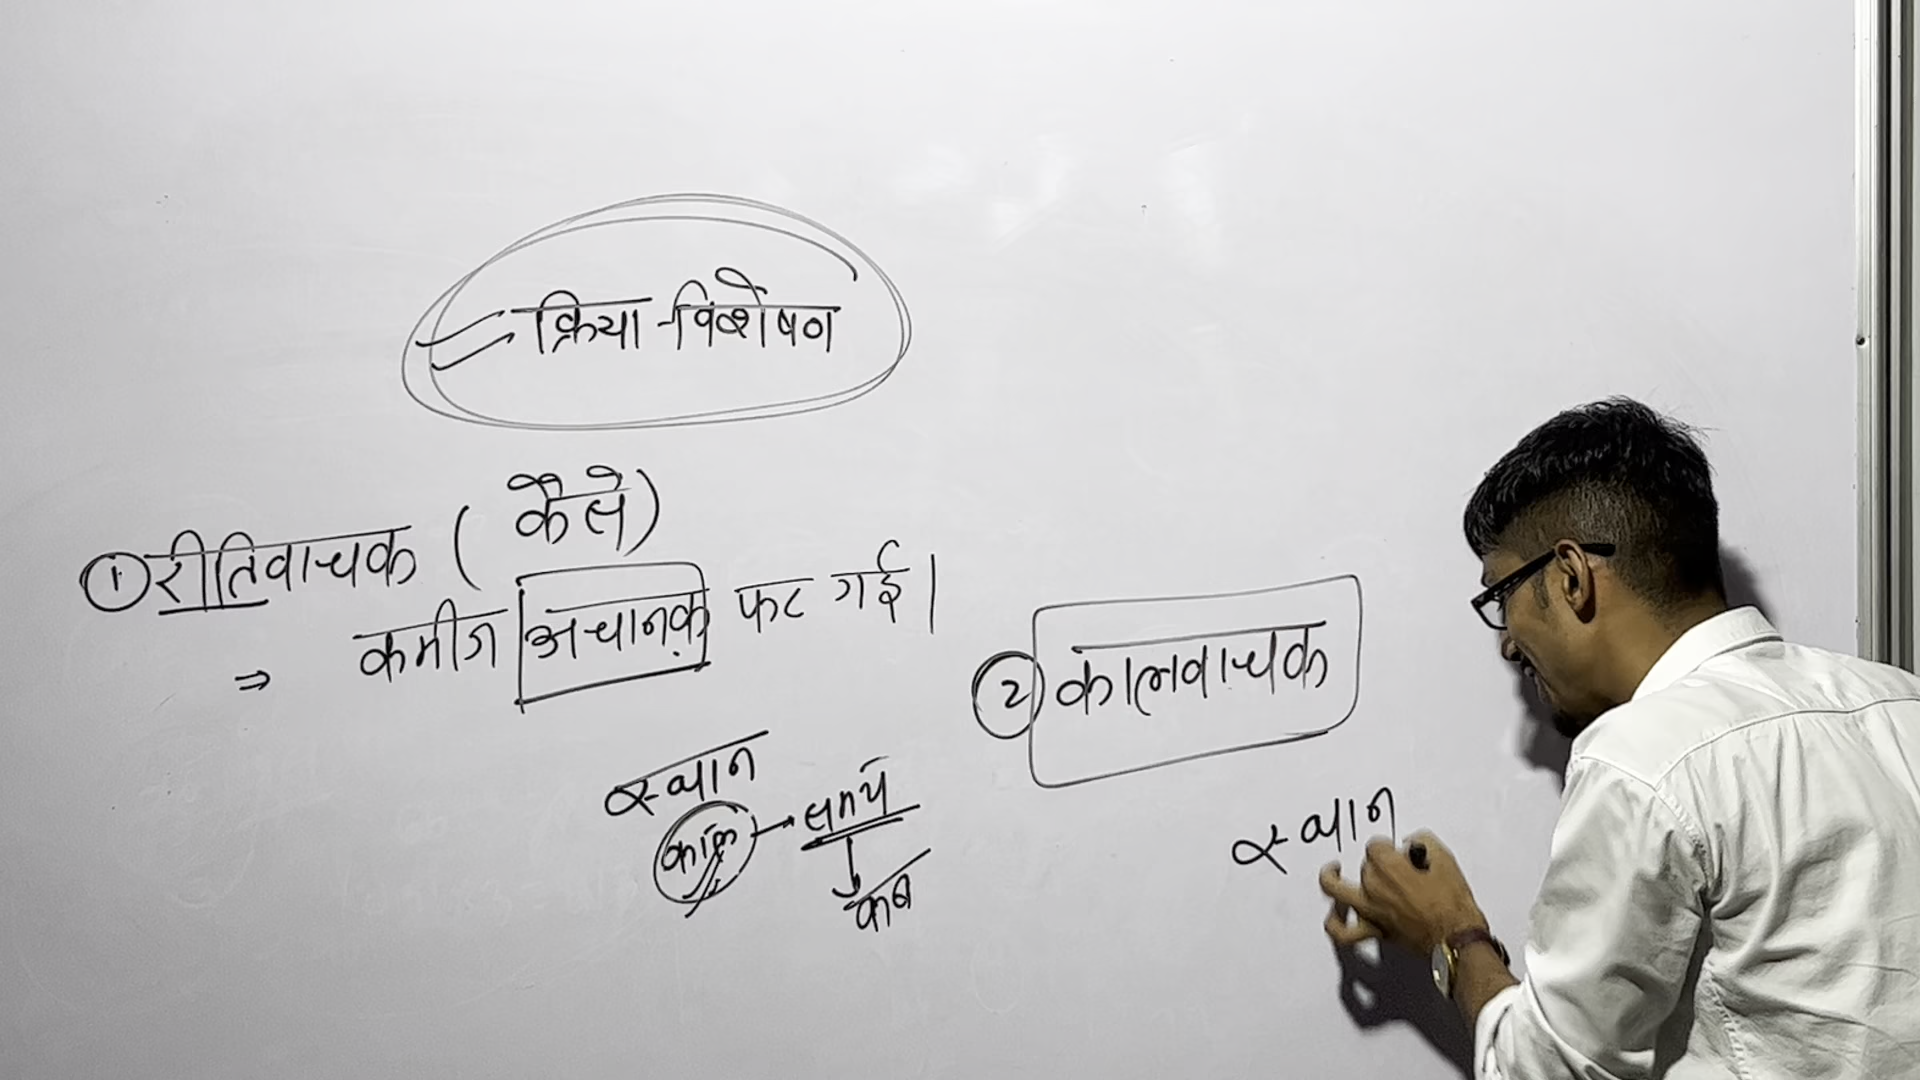 क्रिया-विशेषण
① रीतिवाचक (कैसे)
⇒ कमीज अचानक फट गई।
② कालवाचक
स्थान
काल → समय
↓
कब
स्थान